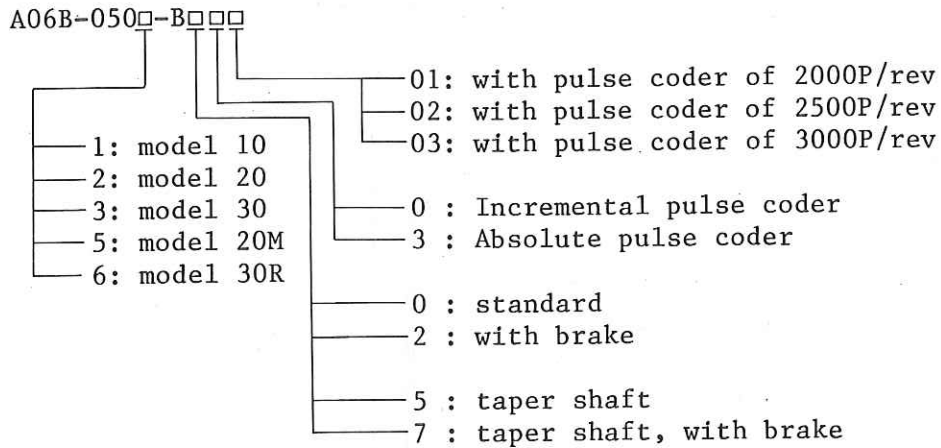 A06B-050□-B□□□
01: with pulse coder of 2000P/rev
02: with pulse coder of 2500P/rev
03: with pulse coder of 3000P/rev
1: model 10
2: model 20
3: model 30
5: model 20M
6: model 30R
0 : Incremental pulse coder
3 : Absolute pulse coder
0 : standard
2 : with brake
5 : taper shaft
7 : taper shaft, with brake